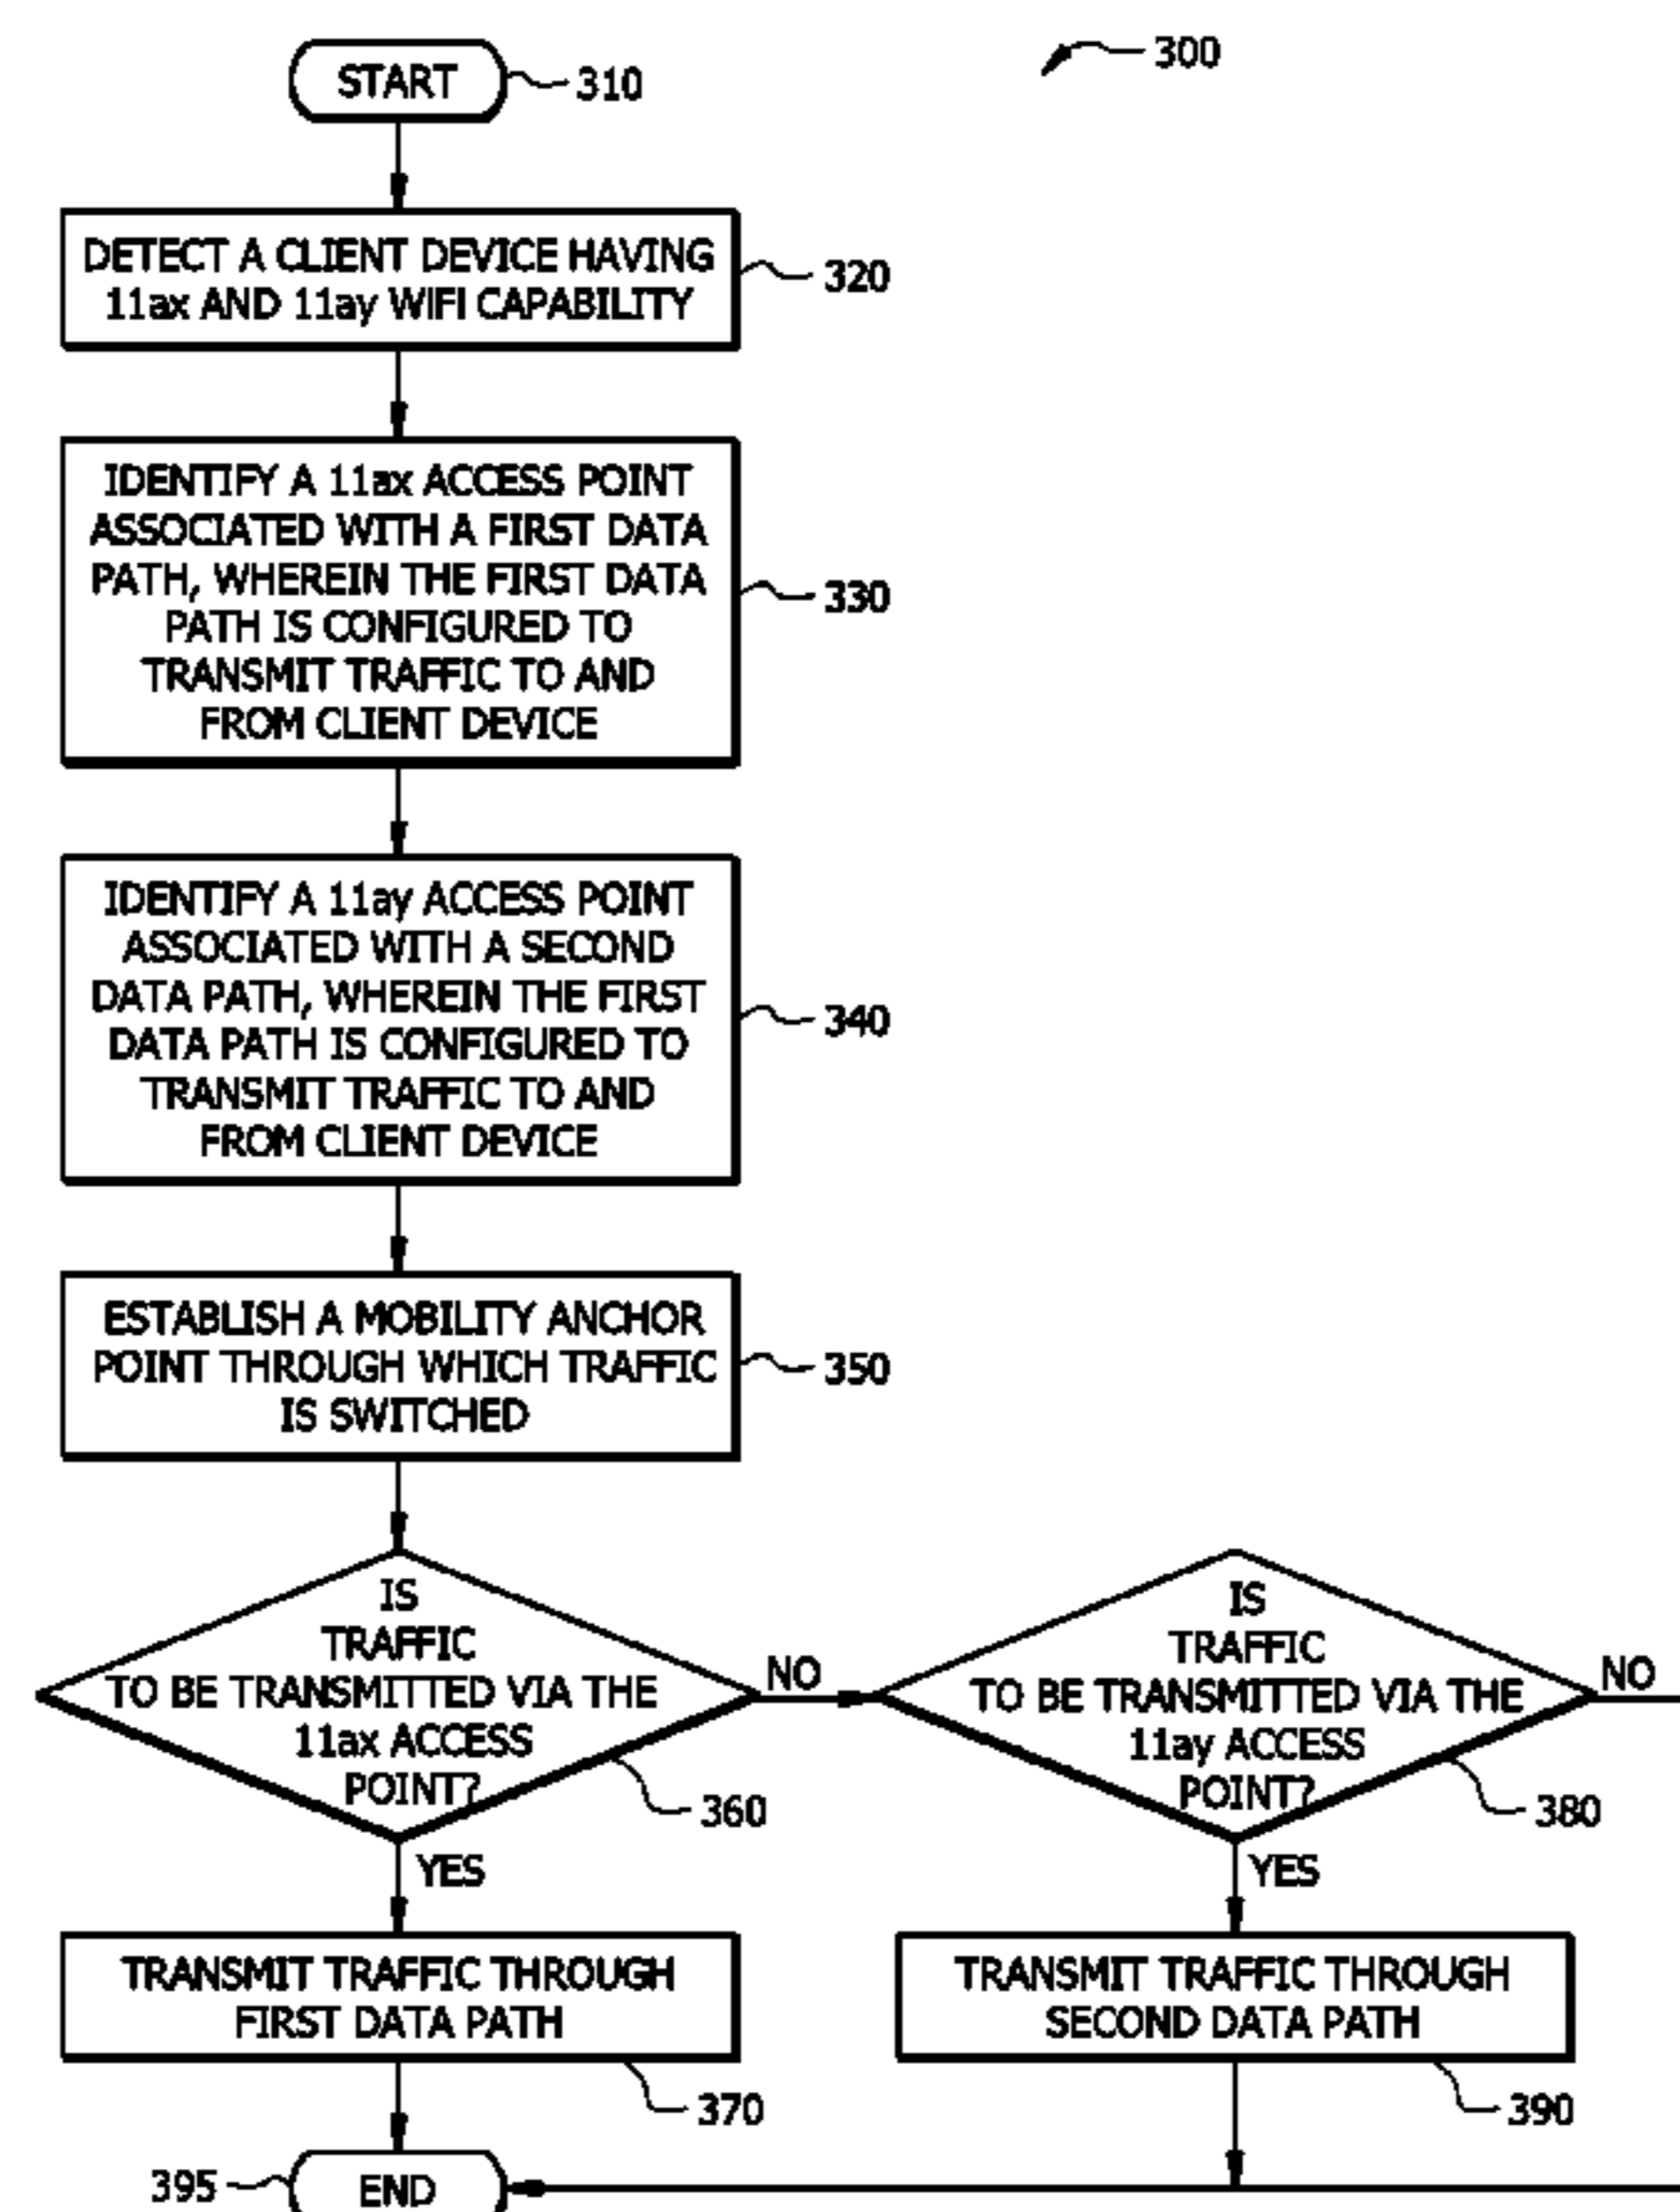 300
START
310
DETECT A CLIENT DEVICE HAVING
11ax AND 11ay WIFI CAPABILITY
320
IDENTIFY A 11ax ACCESS POINT
ASSOCIATED WITH A FIRST DATA
PATH, WHEREIN THE FIRST DATA
PATH IS CONFIGURED TO
TRANSMIT TRAFFIC TO AND
FROM CLIENT DEVICE
330
IDENTIFY A 11ay ACCESS POINT
ASSOCIATED WITH A SECOND
DATA PATH, WHEREIN THE FIRST
DATA PATH IS CONFIGURED TO
TRANSMIT TRAFFIC TO AND
FROM CLIENT DEVICE
340
ESTABLISH A MOBILITY ANCHOR
POINT THROUGH WHICH TRAFFIC
IS SWITCHED
350
IS
TRAFFIC
TO BE TRANSMITTED VIA THE
11ax ACCESS
POINT?
360
NO
YES
IS
TRAFFIC
TO BE TRANSMITTED VIA THE
11ay ACCESS
POINT?
380
NO
YES
TRANSMIT TRAFFIC THROUGH
FIRST DATA PATH
370
TRANSMIT TRAFFIC THROUGH
SECOND DATA PATH
390
395
END